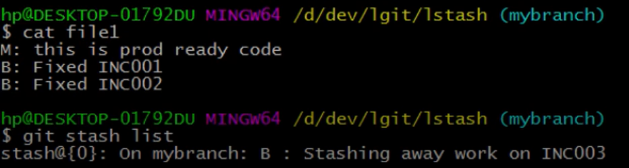 hp@DESKTOP-01792DU MINGW64 /d/dev/lgit/lstash (mybranch)
$ cat file1
M: this is prod ready code
B: Fixed INC001
B: Fixed INC002
hp@DESKTOP-01792DU MINGW64 /d/dev/lgit/lstash (mybranch)
$ git stash list
stash@{0}: On mybranch: B : Stashing away work on INC003